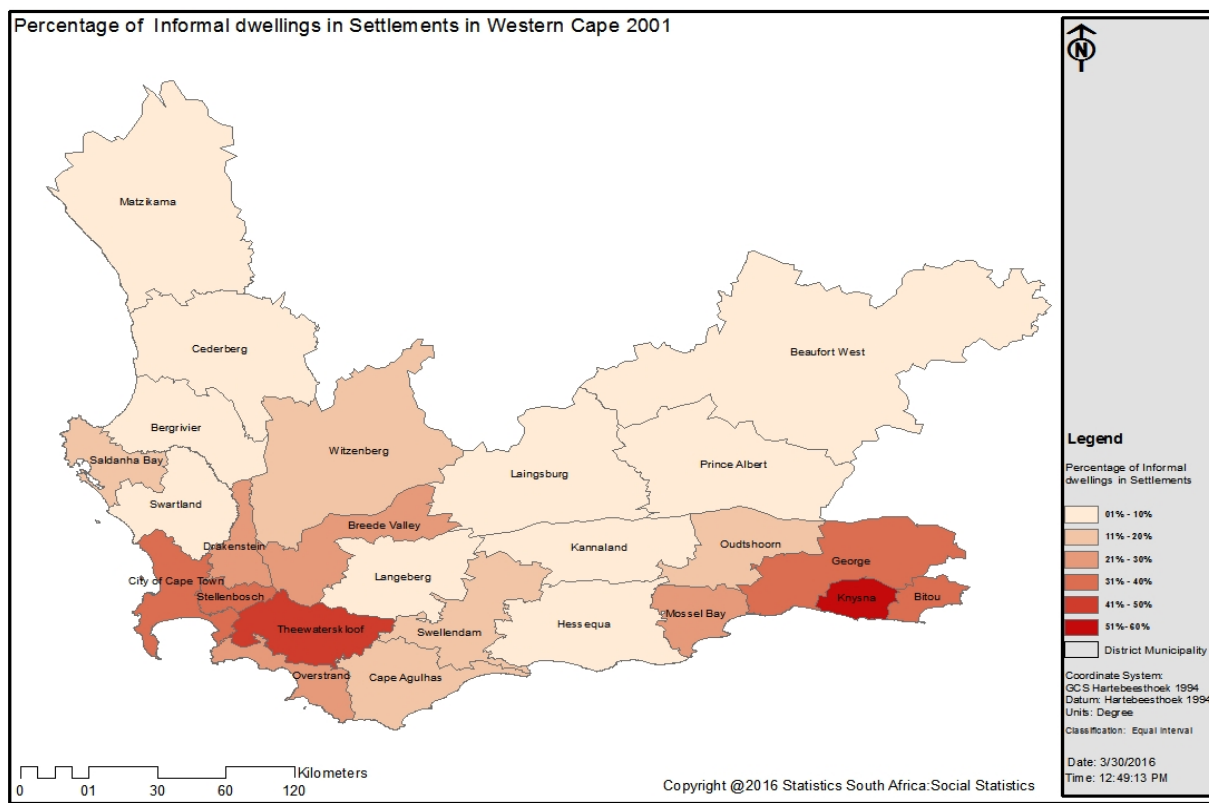 Percentage of Informal dwellings in Settlements in Western Cape 2001
N
Matzikama
Cederberg
Beaufort West
Bergrivier
Witzenberg
Saldanha Bay
Prince Albert
Laingsburg
Swartland
Breede Valley
Drakenstein
Kannaland
Oudtshoorn
George
Langeberg
City of Cape Town
Stellenbosch
Knysna
Bitou
Mossel Bay
Hessequa
Theewaterskloof
Swellendam
Overstrand
Cape Agulhas
Legend
Percentage of Informal
dwellings in Settlements
01% - 10%
11% - 20%
21% - 30%
31% - 40%
41% - 50%
51% - 60%
District Municipality
Coordinate System:
GCS Hartebeesthoek 1994
Datum: Hartebeesthoek 1994
Units: Degree
Classification: Equal Interval
Date: 3/30/2016
Time: 12:49:13 PM
Kilometers
0 01 30 60 120
Copyright @2016 Statistics South Africa:Social Statistics